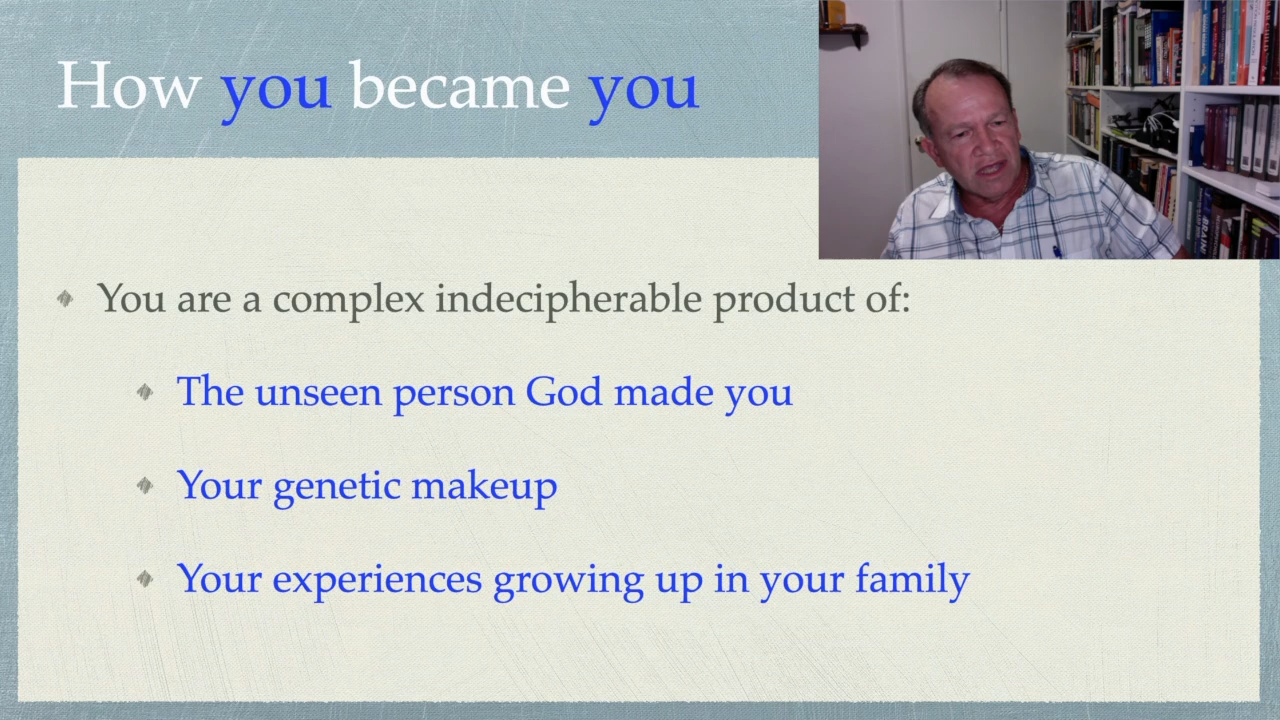 How you became you
You are a complex indecipherable product of:
The unseen person God made you
Your genetic makeup
Your experiences growing up in your family